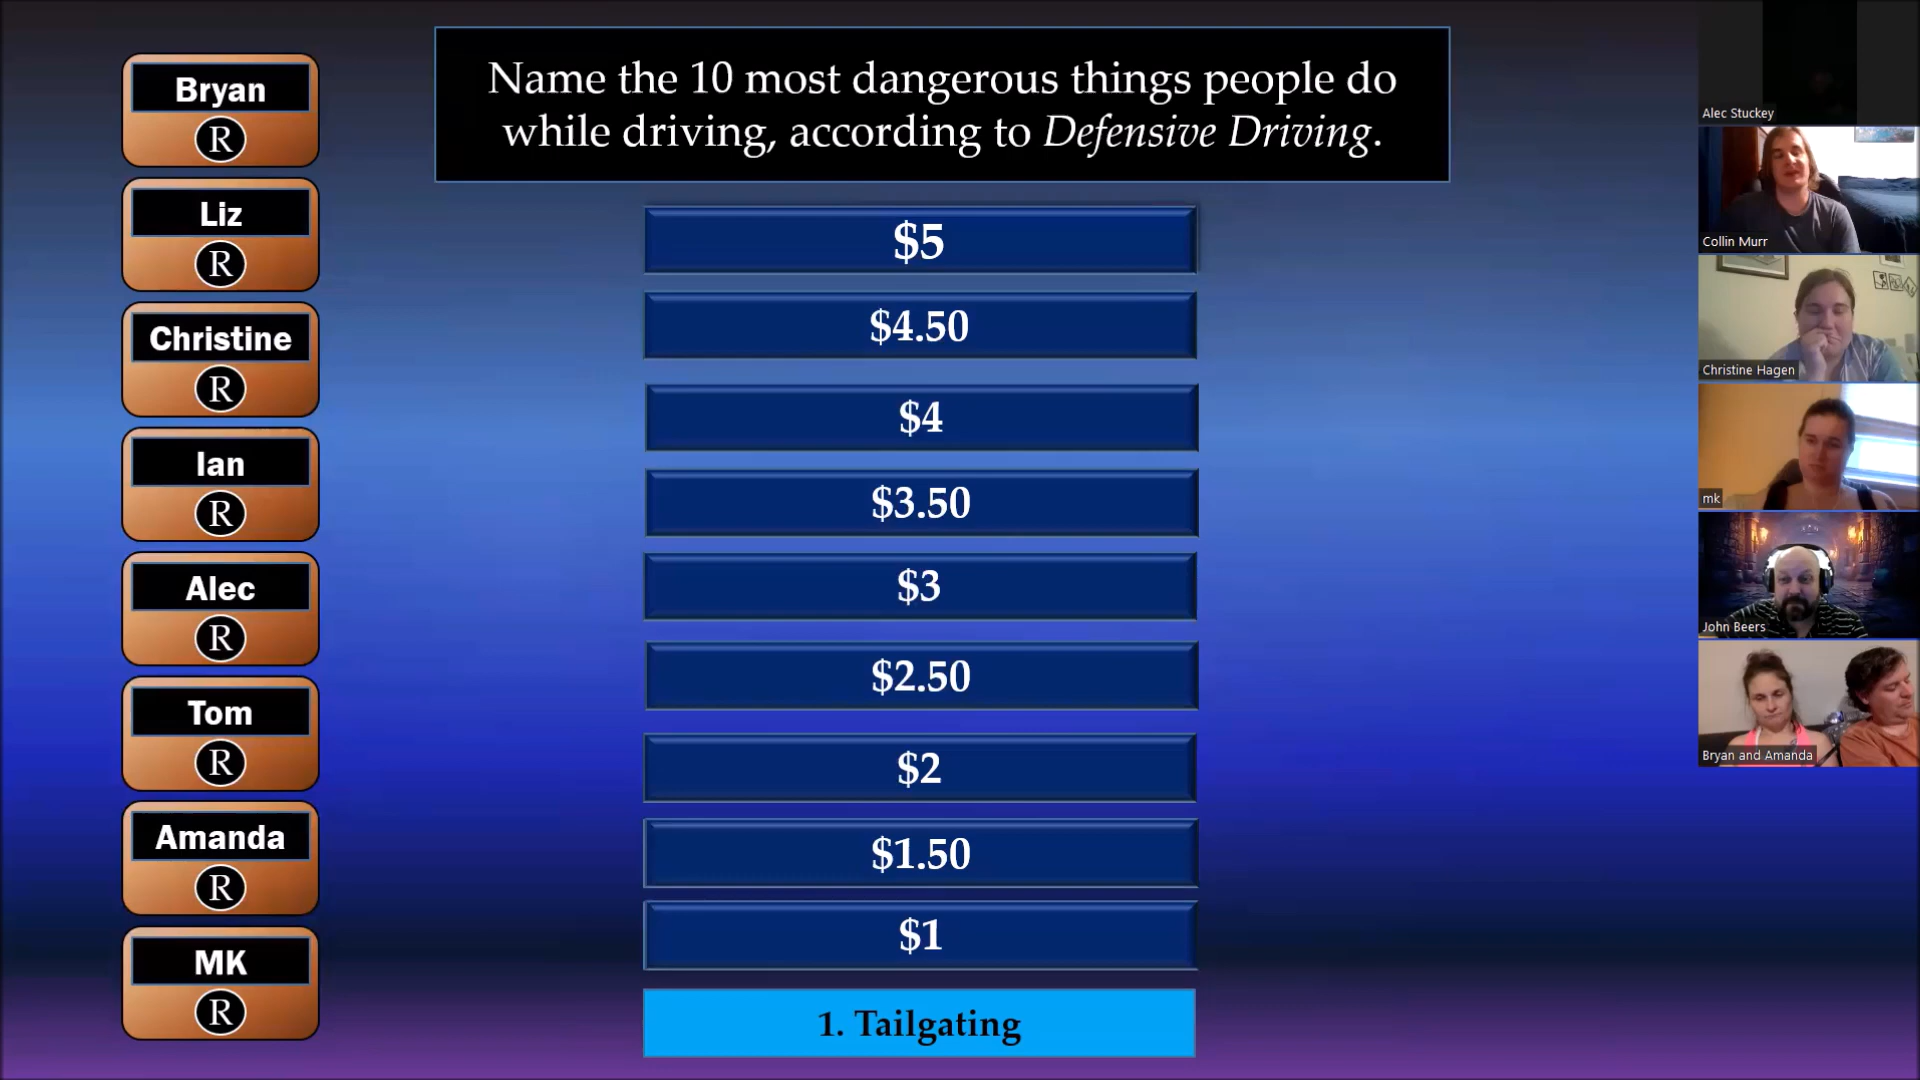 Name the 10 most dangerous things people do
while driving, according to Defensive Driving.
Bryan
R
Liz
R
Christine
R
Ian
R
Alec
R
Tom
R
Amanda
R
MK
R
$5
$4.50
$4
$3.50
$3
$2.50
$2
$1.50
$1
1. Tailgating
Alec Stuckey
Collin Murr
Christine Hagen
mk
John Beers
Bryan and Amanda